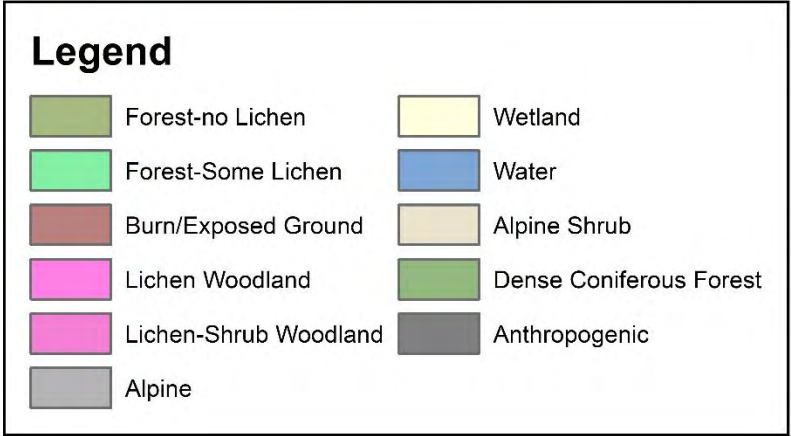 Legend
Forest-no Lichen
Forest-Some Lichen
Burn/Exposed Ground
Lichen Woodland
Lichen-Shrub Woodland
Alpine
Wetland
Water
Alpine Shrub
Dense Coniferous Forest
Anthropogenic